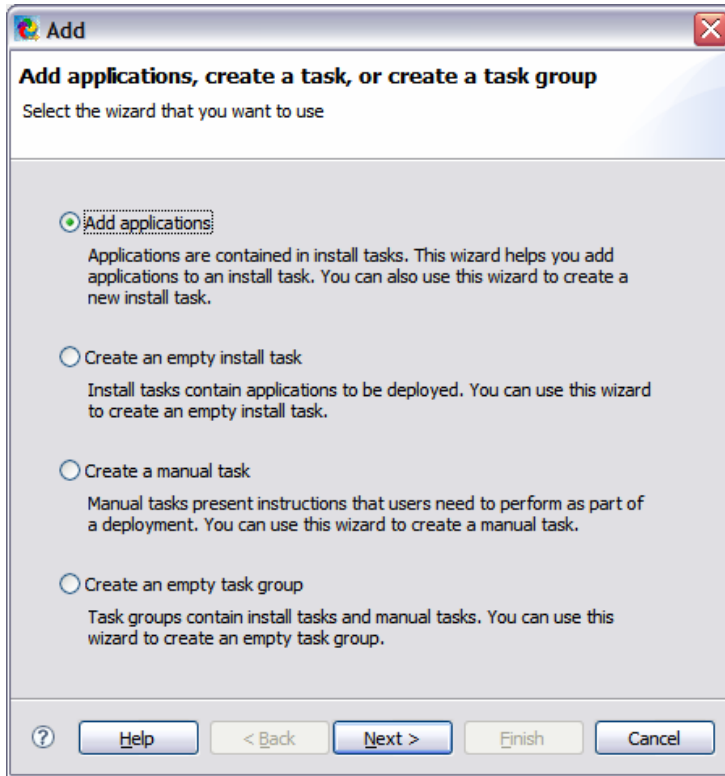 Add
Add applications, create a task, or create a task group
Select the wizard that you want to use
Add applications
Applications are contained in install tasks. This wizard helps you add
applications to an install task. You can also use this wizard to create a
new install task.
Create an empty install task
Install tasks contain applications to be deployed. You can use this wizard
to create an empty install task.
Create a manual task
Manual tasks present instructions that users need to perform as part of
a deployment. You can use this wizard to create a manual task.
Create an empty task group
Task groups contain install tasks and manual tasks. You can use this
wizard to create an empty task group.
? Help < Back Next > Finish Cancel